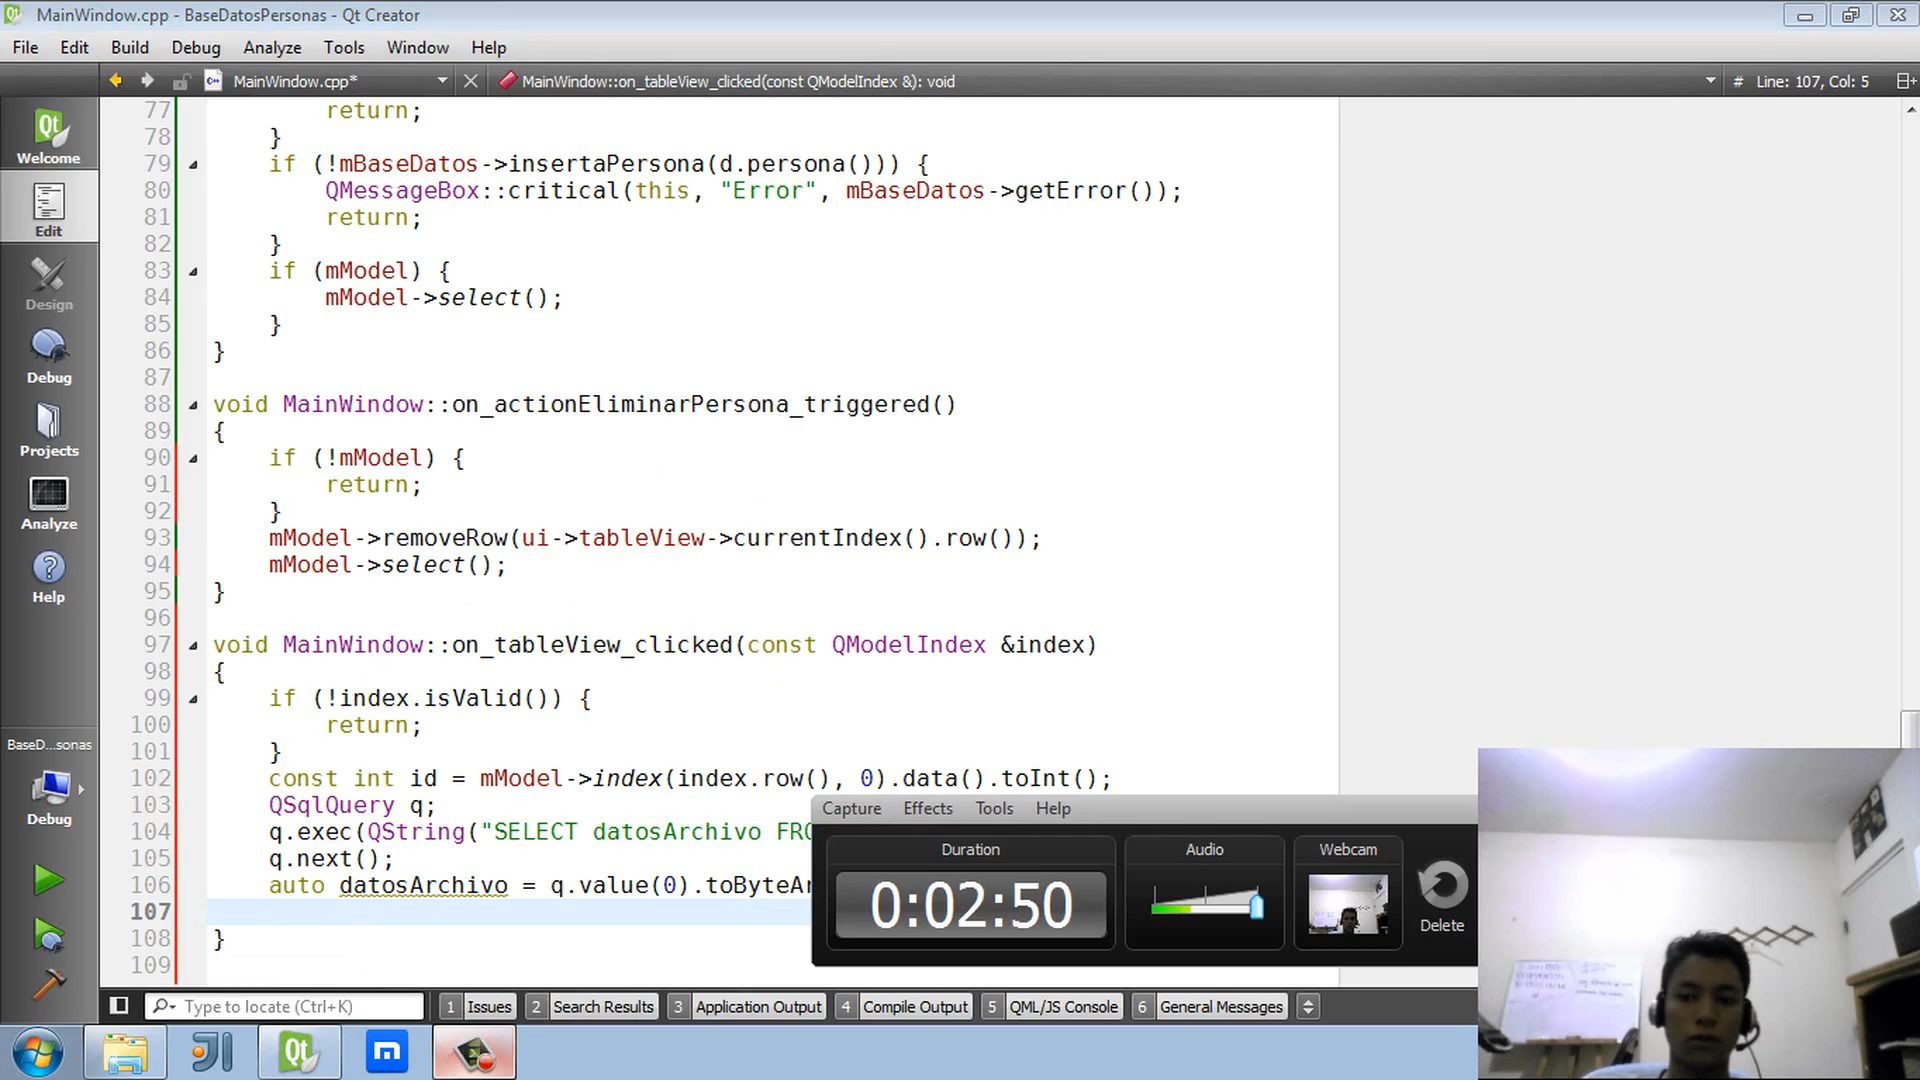 MainWindow.cpp - BaseDatosPersonas - Qt Creator
File Edit Build Debug Analyze Tools Window Help
MainWindow.cpp* MainWindow::on_tableView_clicked(const QModelIndex &): void # Line: 107, Col: 5
Welcome
Edit
Design
Debug
Projects
Analyze
Help
BaseD...sonas
Debug
77 return;
78 }
79 if (!mBaseDatos->insertaPersona(d.persona())) {
80 QMessageBox::critical(this, "Error", mBaseDatos->getError());
81 return;
82 }
83 if (mModel) {
84 mModel->select();
85 }
86 }
87
88 void MainWindow::on_actionEliminarPersona_triggered()
89 {
90 if (!mModel) {
91 return;
92 }
93 mModel->removeRow(ui->tableView->currentIndex().row());
94 mModel->select();
95 }
96
97 void MainWindow::on_tableView_clicked(const QModelIndex &index)
98 {
99 if (!index.isValid()) {
100 return;
101 }
102 const int id = mModel->index(index.row(), 0).data().toInt();
103 QSqlQuery q;
104 q.exec(QString("SELECT datosArchivo FRO
105 q.next();
106 auto datosArchivo = q.value(0).toByteAr
107
108 }
109
Capture Effects Tools Help
Duration
0:02:50
Audio
Webcam
Delete
Type to locate (Ctrl+K) 1 Issues 2 Search Results 3 Application Output 4 Compile Output 5 QML/JS Console 6 General Messages